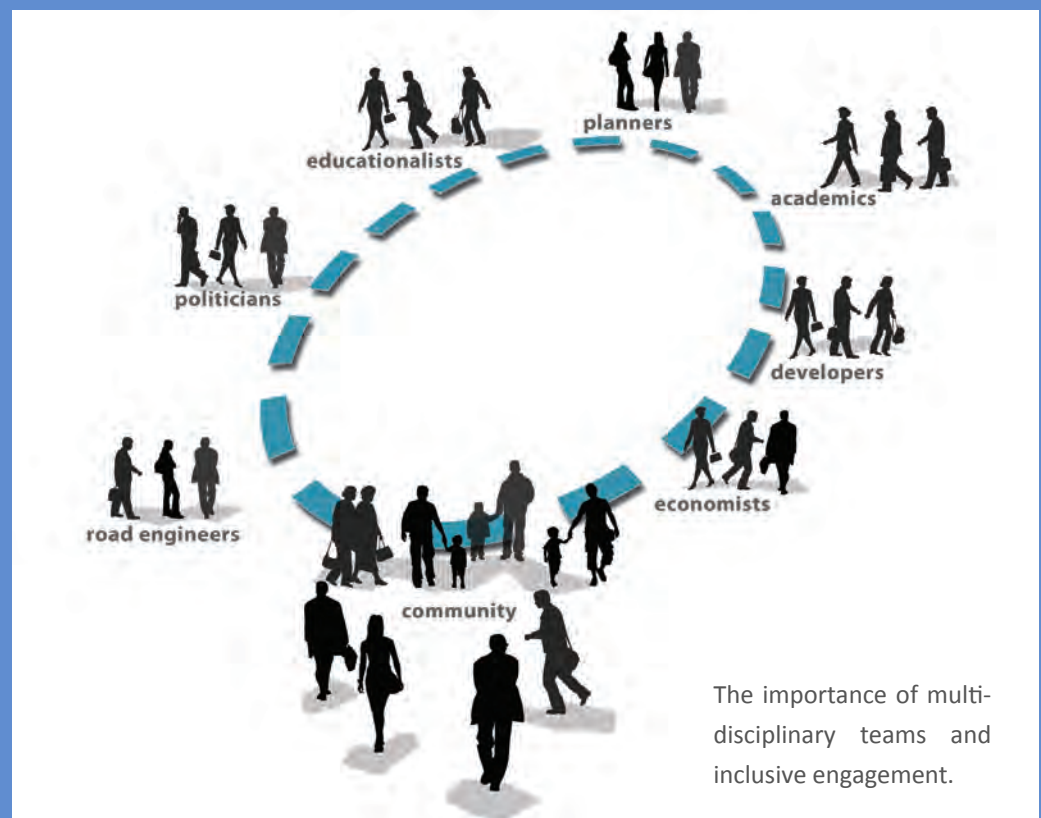 planners
educationalists
academics
politicians
developers
economists
road engineers
community
The importance of multi-
disciplinary teams and
inclusive engagement.